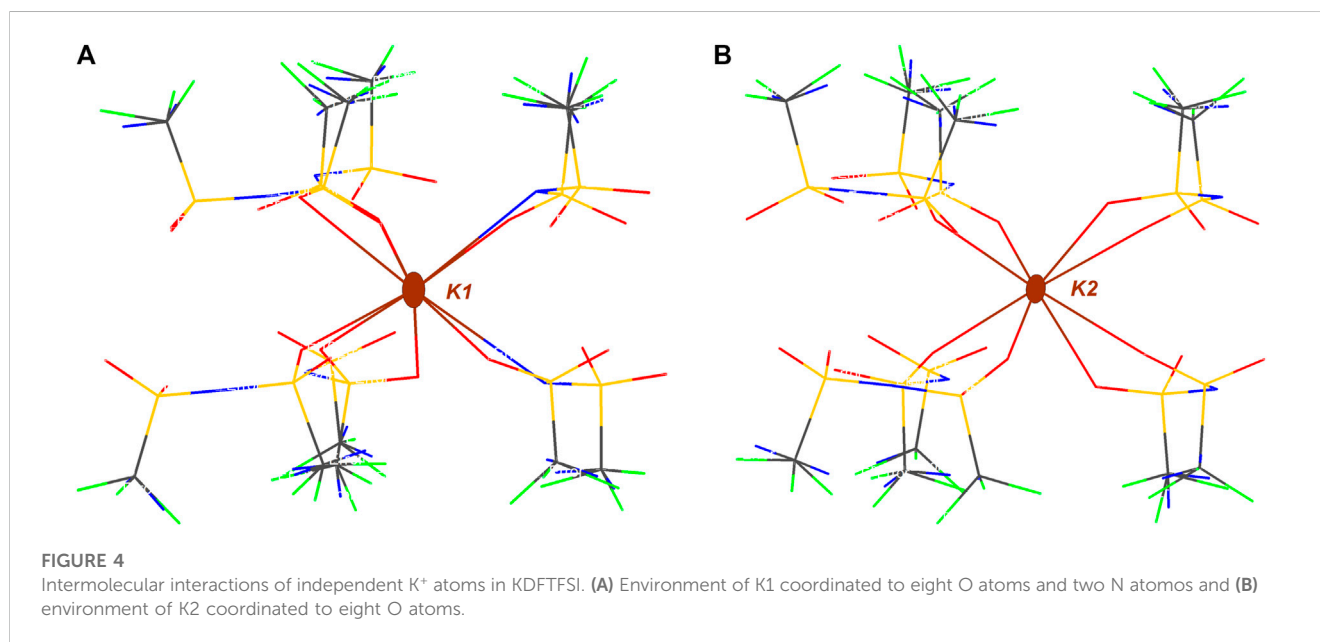 A
B
K1
K2
FIGURE 4
Intermolecular interactions of independent K⁺ atoms in KDFTFSI. (A) Environment of K1 coordinated to eight O atoms and two N atomos and (B)
environment of K2 coordinated to eight O atoms.